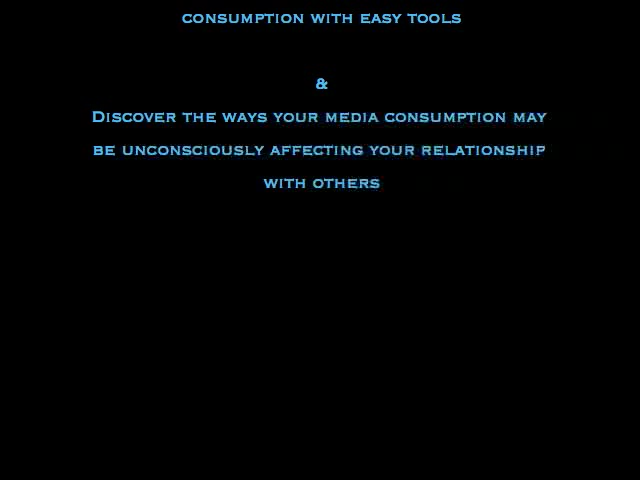 CONSUMPTION WITH EASY TOOLS
&
DISCOVER THE WAYS YOUR MEDIA CONSUMPTION MAY
BE UNCONSCIOUSLY AFFECTING YOUR RELATIONSHIP
WITH OTHERS